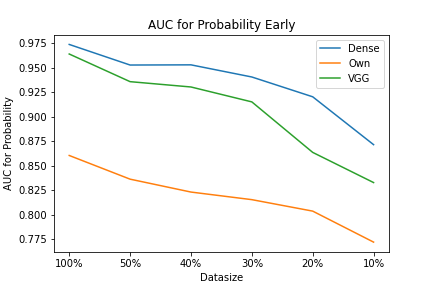 AUC for Probability Early
Dense
Own
VGG
AUC for Probability
0.975
0.950
0.925
0.900
0.875
0.850
0.825
0.800
0.775
100%
50%
40%
30%
20%
10%
Datasize